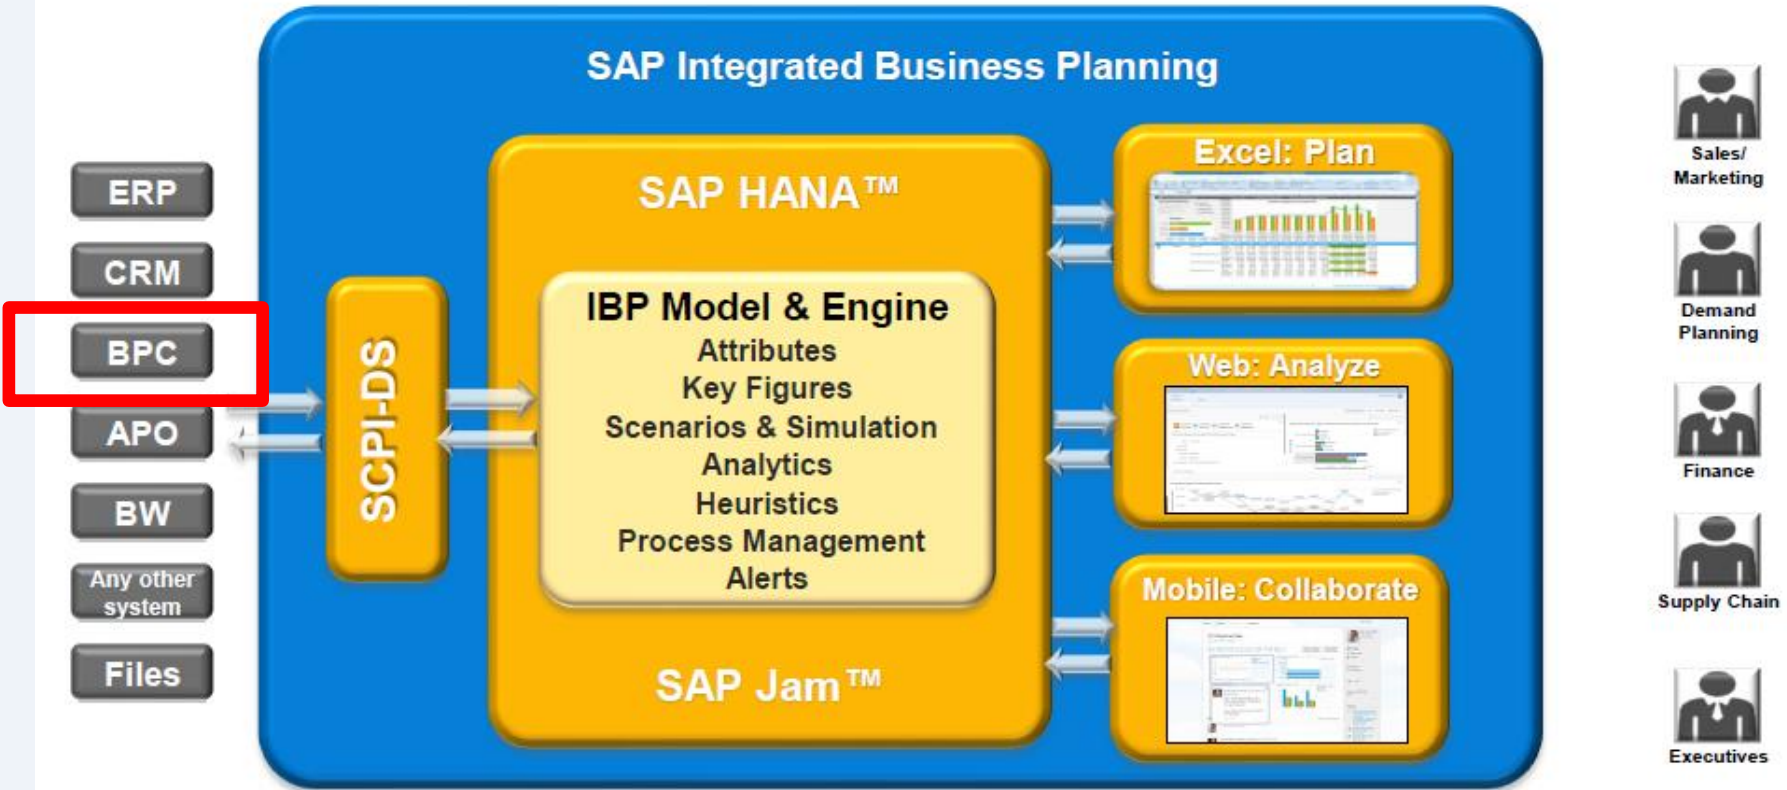 SAP Integrated Business Planning
ERP
CRM
BPC
APO
BW
Any other
system
Files
SCPI-DS
SAP HANA™
IBP Model & Engine
Attributes
Key Figures
Scenarios & Simulation
Analytics
Heuristics
Process Management
Alerts
SAP Jam™
Excel: Plan
Web: Analyze
Mobile: Collaborate
Sales/
Marketing
Demand
Planning
Finance
Supply Chain
Executives